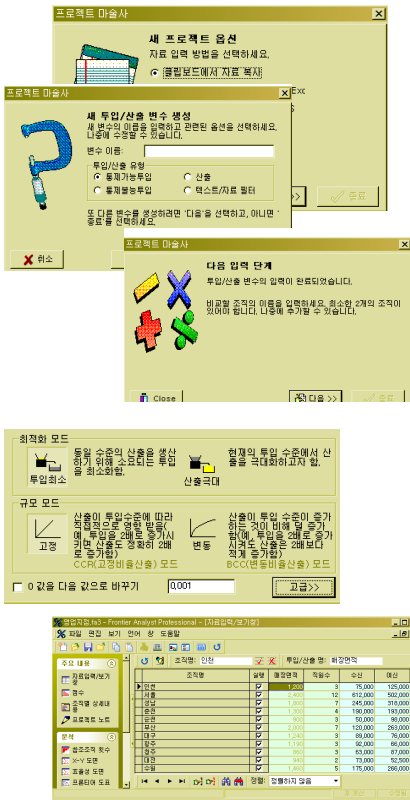 프로젝트 마술사
새 프로젝트 옵션
자료 입력 방법을 선택하세요.
클립보드에서 자료 복사
종료
프로젝트 마술사
새 투입/산출 변수 생성
새 변수의 이름을 입력하고 관련된 옵션을 선택하세요.
나중에 수정할 수 있습니다.
변수 이름:
투입/산출 유형
통제가능투입
산출
통제불능투입
텍스트/자료 필터
또 다른 변수를 생성하려면 '다음'을 선택하고, 아니면 '
종료'를 선택하세요.
취소
프로젝트 마술사
다음 입력 단계
투입/산출 변수의 입력이 완료되었습니다.
비교할 조직의 이름을 입력하세요. 최소한 2개의 조직이
있어야 합니다. 나중에 추가할 수 있습니다.
Close
다음 >>
종료
최적화 모드
투입최소
동일 수준의 산출을 생산
하기 위해 소요되는 투입
을 최소화함.
산출극대
현재의 투입 수준에서 산
출을 극대화하고자 함.
규모 모드
고정
산출이 투입수준에 따라
직접적으로 영향 받음(
예, 투입을 2배로 증가시
키면 산출도 정확히 2배
로 증가함)
CCR(고정비율산출) 모드
변동
산출이 투입 수준이 증가
하는 것이 비해 덜 증가
함(예, 투입을 2배로 증가
시켜도 산출은 2배보다
적게 증가함)
BCC(변동비율산출) 모드
0 값을 다음 값으로 바꾸기
0,001
고급>>
영업지점.fa3 - Frontier Analyst Professional - [자료입력/보기창]
파일 편집 보기 언어 창 도움말
주요 내용
자료입력/보기창
점수
조직별 상세내용
프로젝트 노트
분석
참조조직 횟수
X-Y 도면
효율성 도면
프론티어 도표
조직명: 인천
투입/산출 명: 매장면적
조직명 실행 매장면적 직원수 수신 여신
인천 1,200 3 75,000 125,000
서울 2,400 12 612,000 502,000
성남 1,800 7 245,000 318,000
춘천 1,300 4 190,000 193,000
순천 900 3 50,000 98,000
부산 2,000 7 120,000 263,000
대구 1,240 3 89,000 76,000
광주 1,190 3 92,000 66,000
청주 860 3 63,000 87,000
대전 940 2 73,000 52,500
수원 1,450 5 175,000 266,000
정렬: 정렬하지 않음